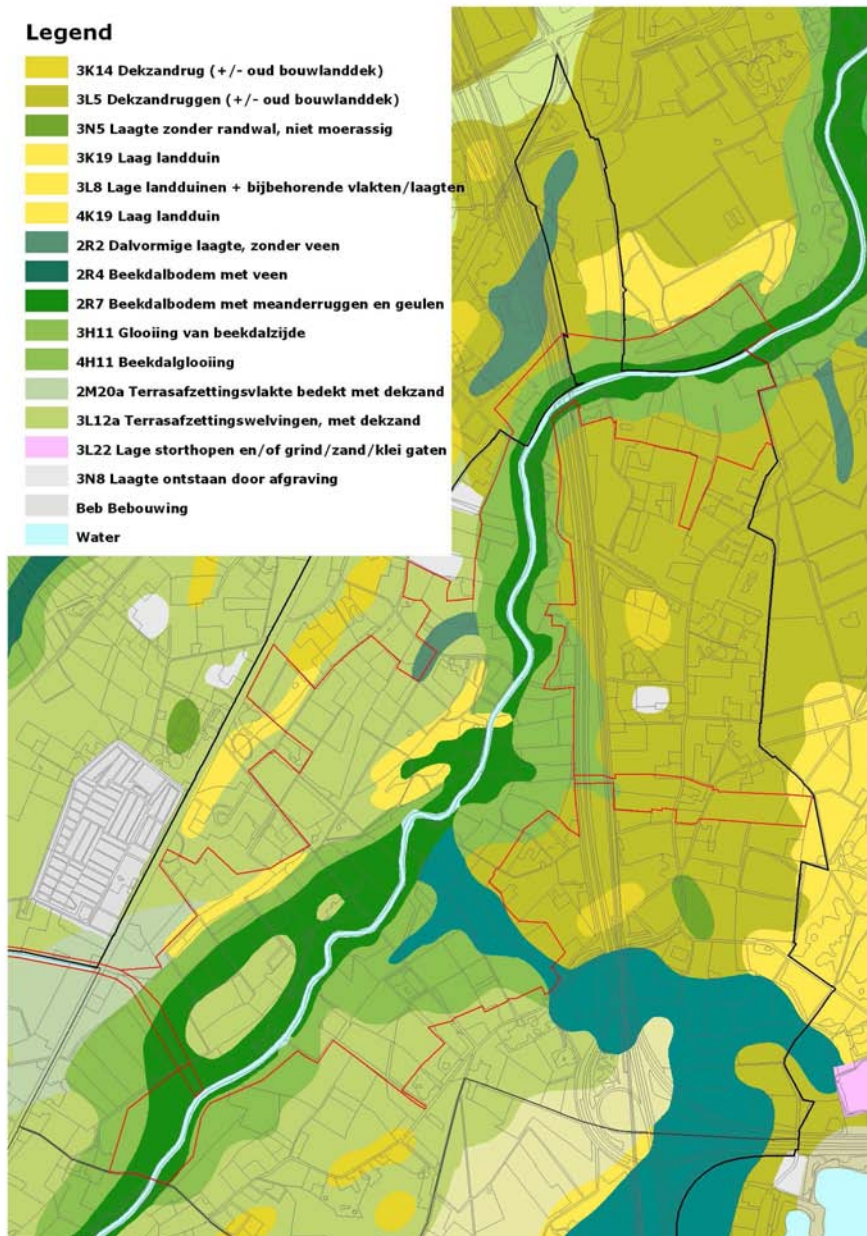 Legend
3K14 Dekzandrug (+/- oud bouwlanddek)
3L5 Dekzandruggen (+/- oud bouwlanddek)
3N5 Laagte zonder randwal, niet moerassig
3K19 Laag landduin
3L8 Lage landduinen + bijbehorende vlakten/laagten
4K19 Laag landduin
2R2 Dalvormige laagte, zonder veen
2R4 Beekdalbodem met veen
2R7 Beekdalbodem met meanderruggen en geulen
3H11 Glooiing van beekdalzijde
4H11 Beekdalglooiing
2M20a Terrasafzettingsvlakte bedekt met dekzand
3L12a Terrasafzettingswelvingen, met dekzand
3L22 Lage storthopen en/of grind/zand/klei gaten
3N8 Laagte ontstaan door afgraving
Beb Bebouwing
Water